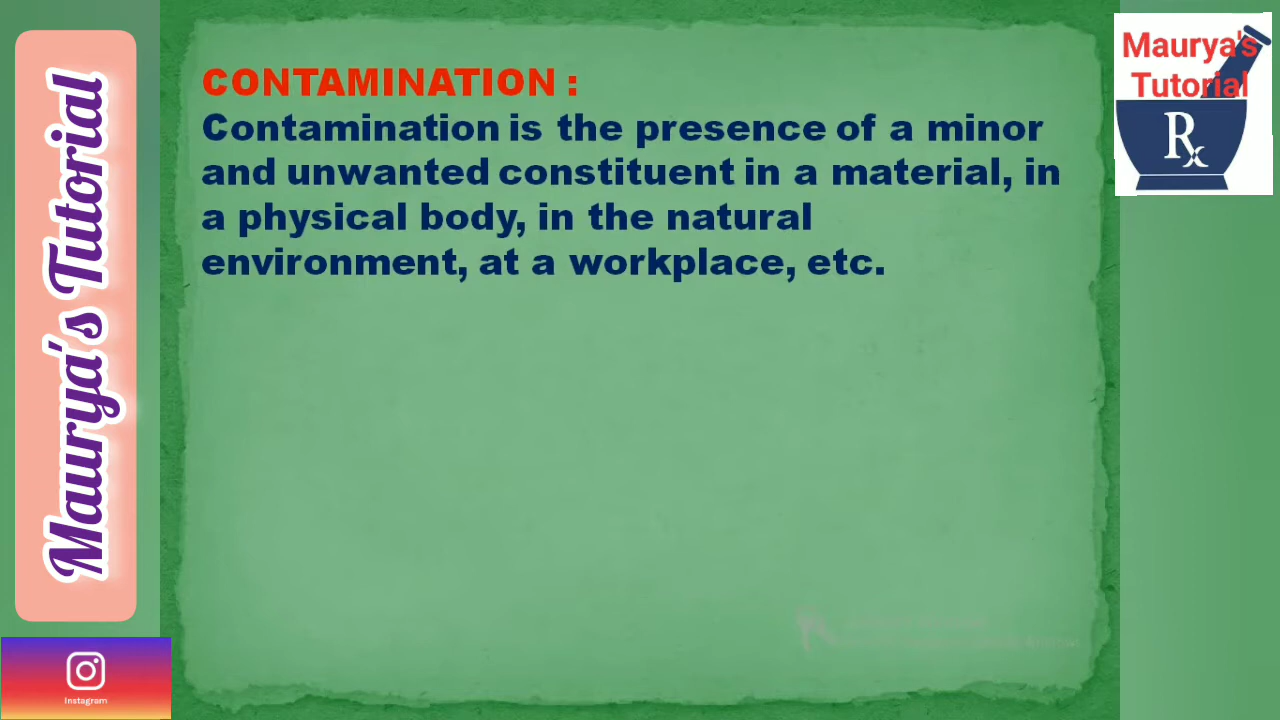 CONTAMINATION :
Contamination is the presence of a minor
and unwanted constituent in a material, in
a physical body, in the natural
environment, at a workplace, etc.
Maurya's Tutorial
Maurya's
Tutorial
Rx
Instagram